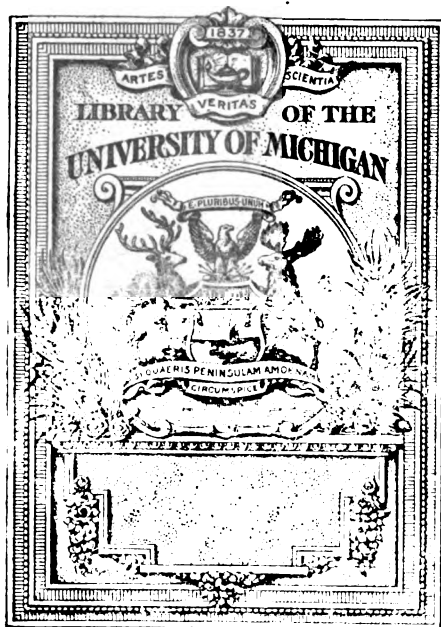 1837
ARTES SCIENTIA
VERITAS
LIBRARY OF THE
UNIVERSITY OF MICHIGAN
E·PLURIBUS·UNUM
SI QUAERIS PENINSULAM AMOENAM
CIRCUMSPICE